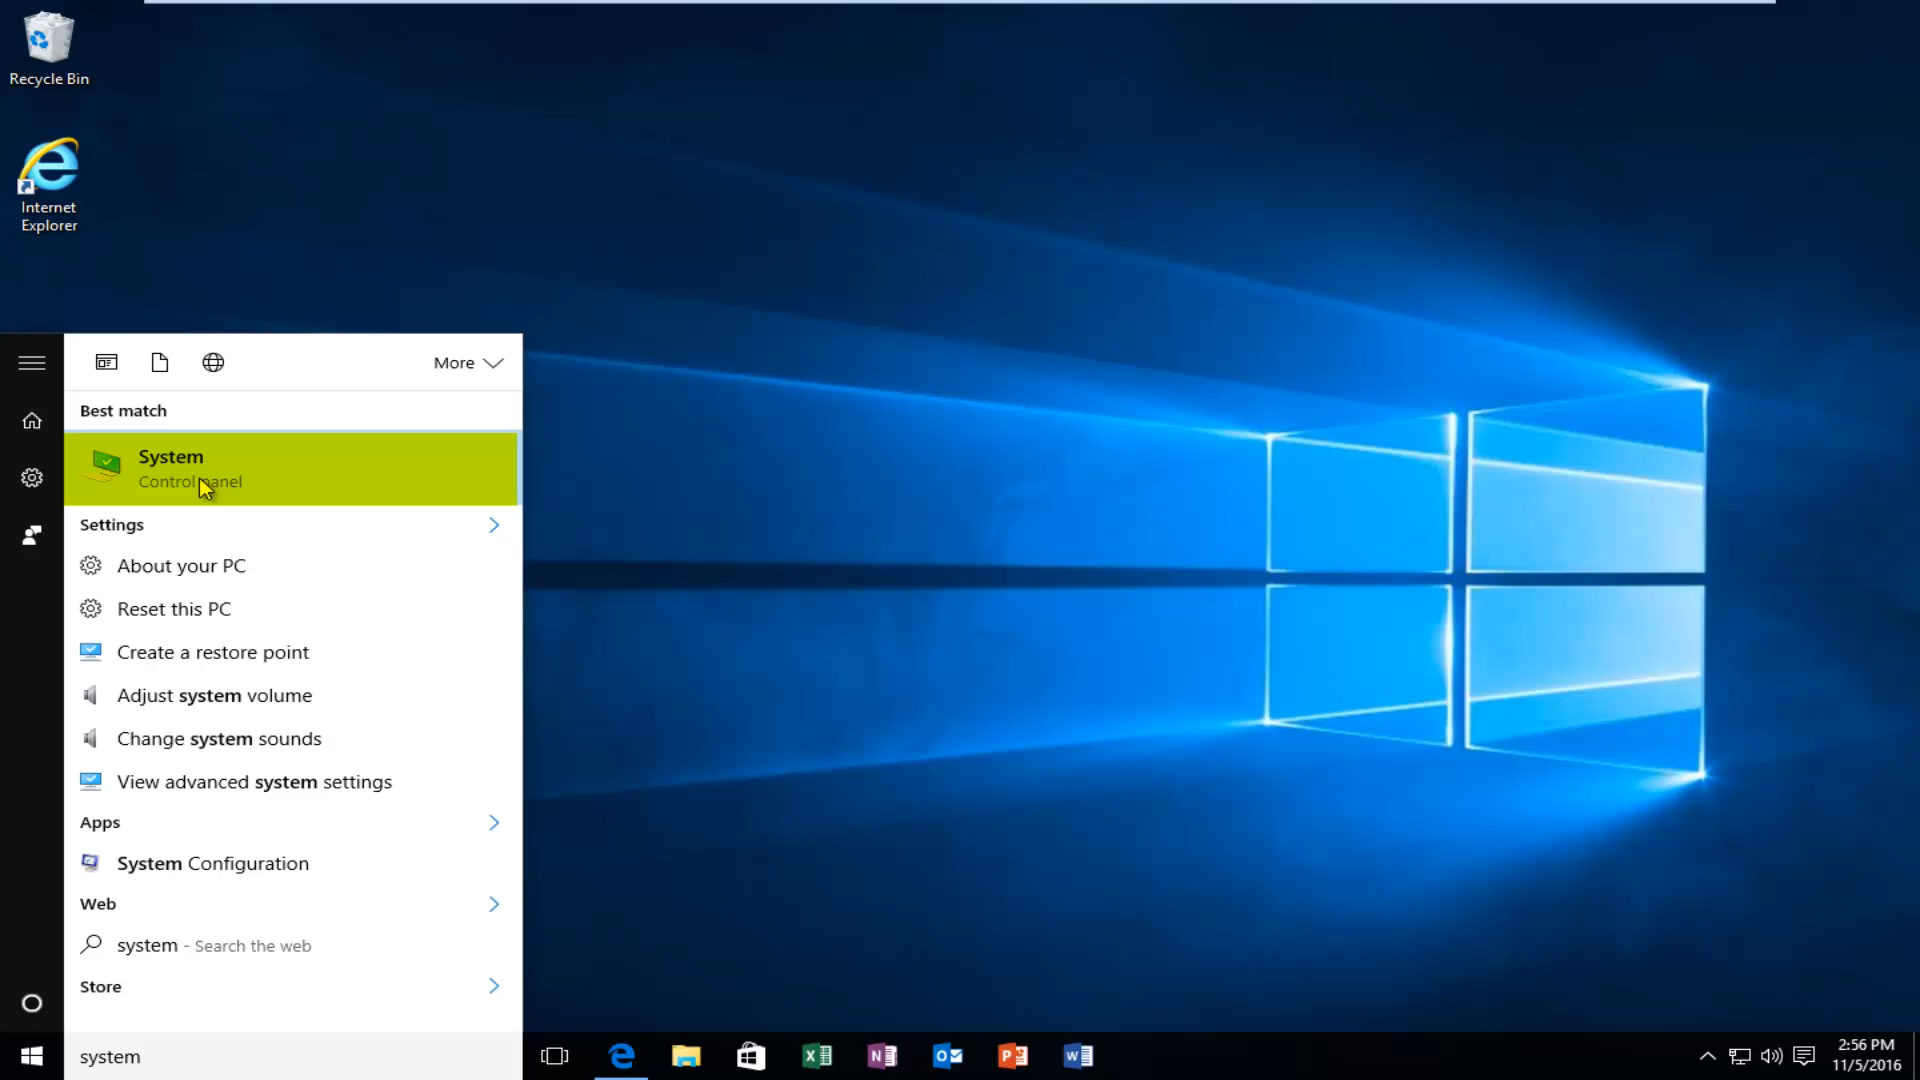 Recycle Bin
Internet
Explorer
More
Best match
System
Control panel
Settings
About your PC
Reset this PC
Create a restore point
Adjust system volume
Change system sounds
View advanced system settings
Apps
System Configuration
Web
system - Search the web
Store
system
2:56 PM
11/5/2016